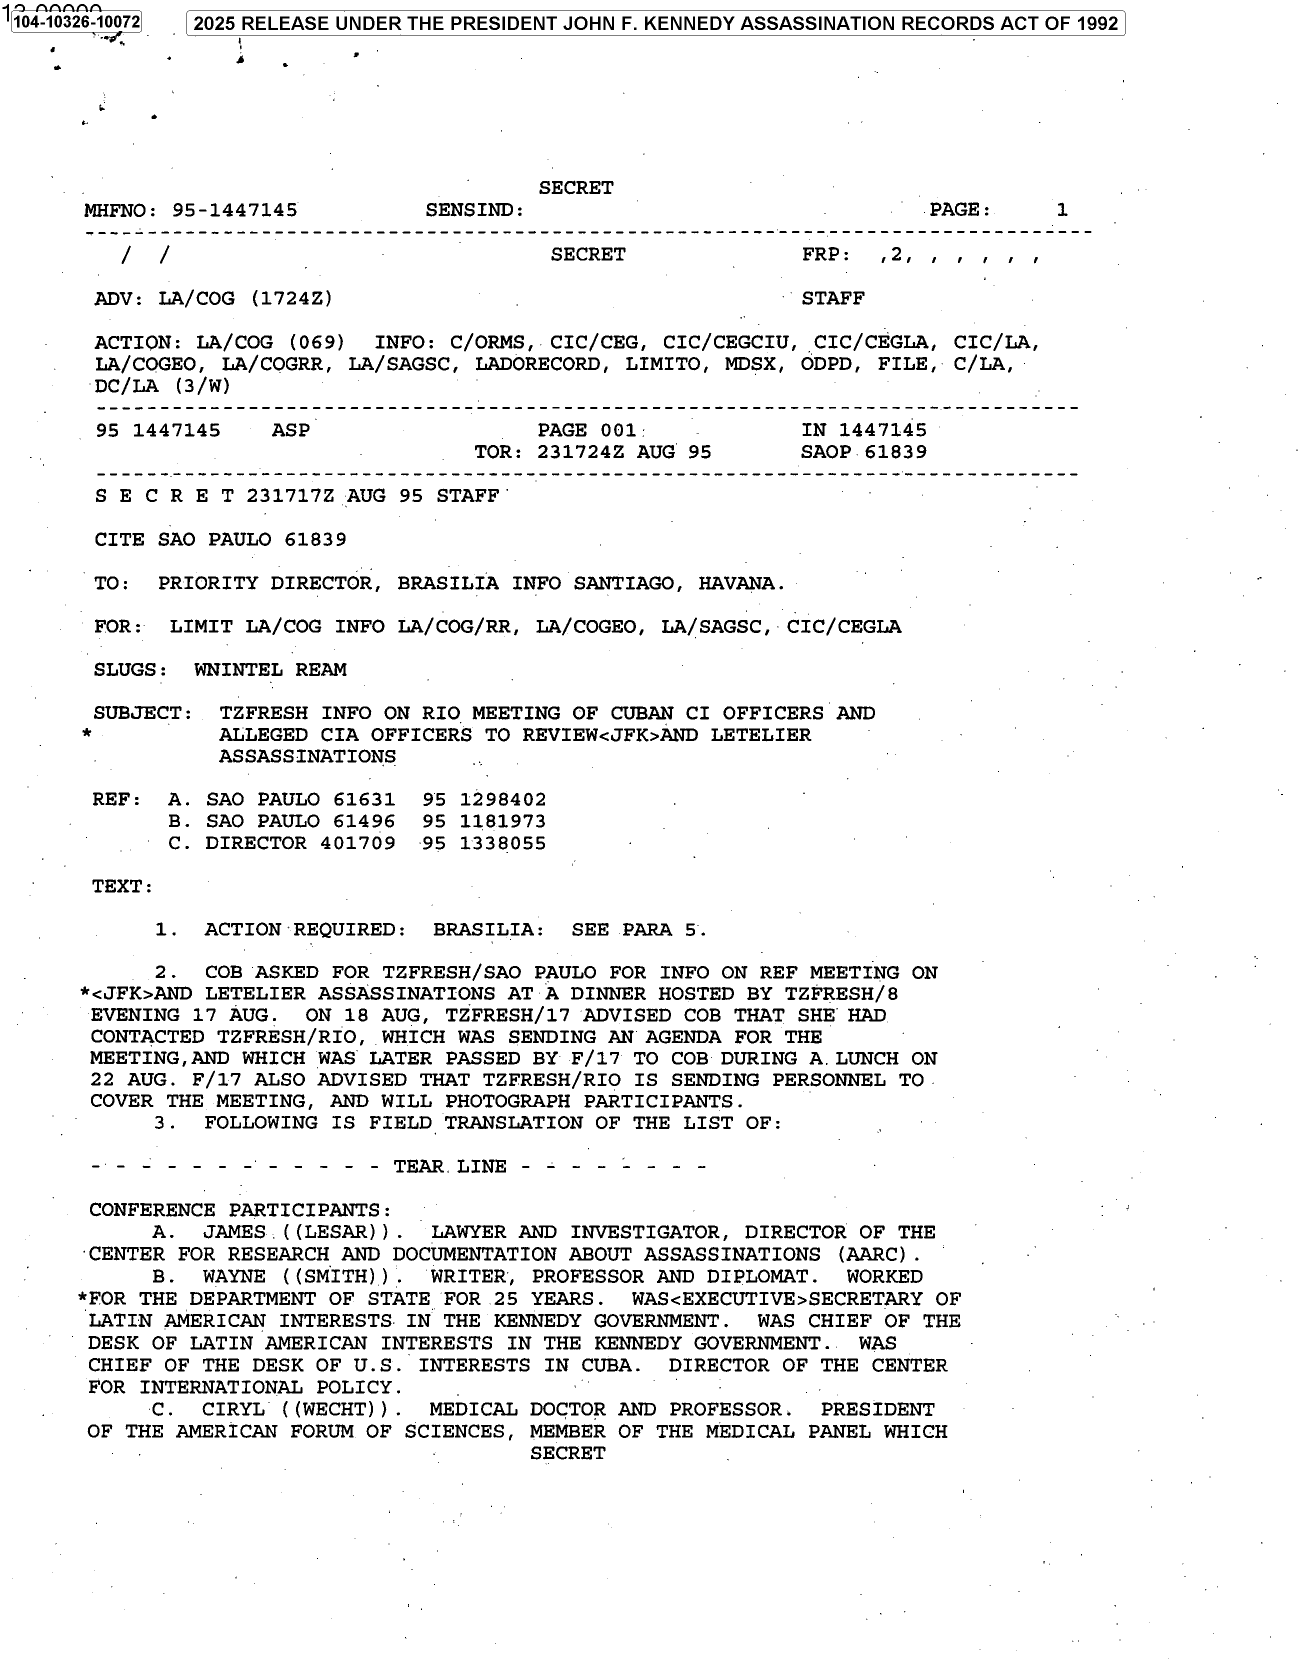 104-10326-10072
2025 RELEASE UNDER THE PRESIDENT JOHN F. KENNEDY ASSASSINATION RECORDS ACT OF 1992
SECRET
MHFNO: 95-1447145 SENSIND: PAGE: 1
/ / SECRET FRP: ,2, , , , , ,
ADV: LA/COG (1724Z) STAFF
ACTION: LA/COG (069) INFO: C/ORMS, CIC/CEG, CIC/CEGCIU, CIC/CEGLA, CIC/LA,
LA/COGEO, LA/COGRR, LA/SAGSC, LADORECORD, LIMITO, MDSX, ODPD, FILE, C/LA,
DC/LA (3/W)
95 1447145 ASP PAGE 001 IN 1447145
TOR: 231724Z AUG 95 SAOP 61839
S E C R E T 231717Z AUG 95 STAFF
CITE SAO PAULO 61839
TO: PRIORITY DIRECTOR, BRASILIA INFO SANTIAGO, HAVANA.
FOR: LIMIT LA/COG INFO LA/COG/RR, LA/COGEO, LA/SAGSC, CIC/CEGLA
SLUGS: WNINTEL REAM
SUBJECT: TZFRESH INFO ON RIO MEETING OF CUBAN CI OFFICERS AND
* ALLEGED CIA OFFICERS TO REVIEW<JFK>AND LETELIER
ASSASSINATIONS
REF: A. SAO PAULO 61631 95 1298402
B. SAO PAULO 61496 95 1181973
C. DIRECTOR 401709 95 1338055
TEXT:
1. ACTION REQUIRED: BRASILIA: SEE PARA 5.
2. COB ASKED FOR TZFRESH/SAO PAULO FOR INFO ON REF MEETING ON
*<JFK>AND LETELIER ASSASSINATIONS AT A DINNER HOSTED BY TZFRESH/8
EVENING 17 AUG. ON 18 AUG, TZFRESH/17 ADVISED COB THAT SHE HAD
CONTACTED TZFRESH/RIO, WHICH WAS SENDING AN AGENDA FOR THE
MEETING,AND WHICH WAS LATER PASSED BY F/17 TO COB DURING A LUNCH ON
22 AUG. F/17 ALSO ADVISED THAT TZFRESH/RIO IS SENDING PERSONNEL TO
COVER THE MEETING, AND WILL PHOTOGRAPH PARTICIPANTS.
3. FOLLOWING IS FIELD TRANSLATION OF THE LIST OF:
- - - - - - - - - - - - TEAR LINE - - - - - - - -
CONFERENCE PARTICIPANTS:
A. JAMES ((LESAR)). LAWYER AND INVESTIGATOR, DIRECTOR OF THE
CENTER FOR RESEARCH AND DOCUMENTATION ABOUT ASSASSINATIONS (AARC).
B. WAYNE ((SMITH)). WRITER, PROFESSOR AND DIPLOMAT. WORKED
*FOR THE DEPARTMENT OF STATE FOR 25 YEARS. WAS<EXECUTIVE>SECRETARY OF
LATIN AMERICAN INTERESTS IN THE KENNEDY GOVERNMENT. WAS CHIEF OF THE
DESK OF LATIN AMERICAN INTERESTS IN THE KENNEDY GOVERNMENT. WAS
CHIEF OF THE DESK OF U.S. INTERESTS IN CUBA. DIRECTOR OF THE CENTER
FOR INTERNATIONAL POLICY.
C. CIRYL ((WECHT)). MEDICAL DOCTOR AND PROFESSOR. PRESIDENT
OF THE AMERICAN FORUM OF SCIENCES, MEMBER OF THE MEDICAL PANEL WHICH
SECRET